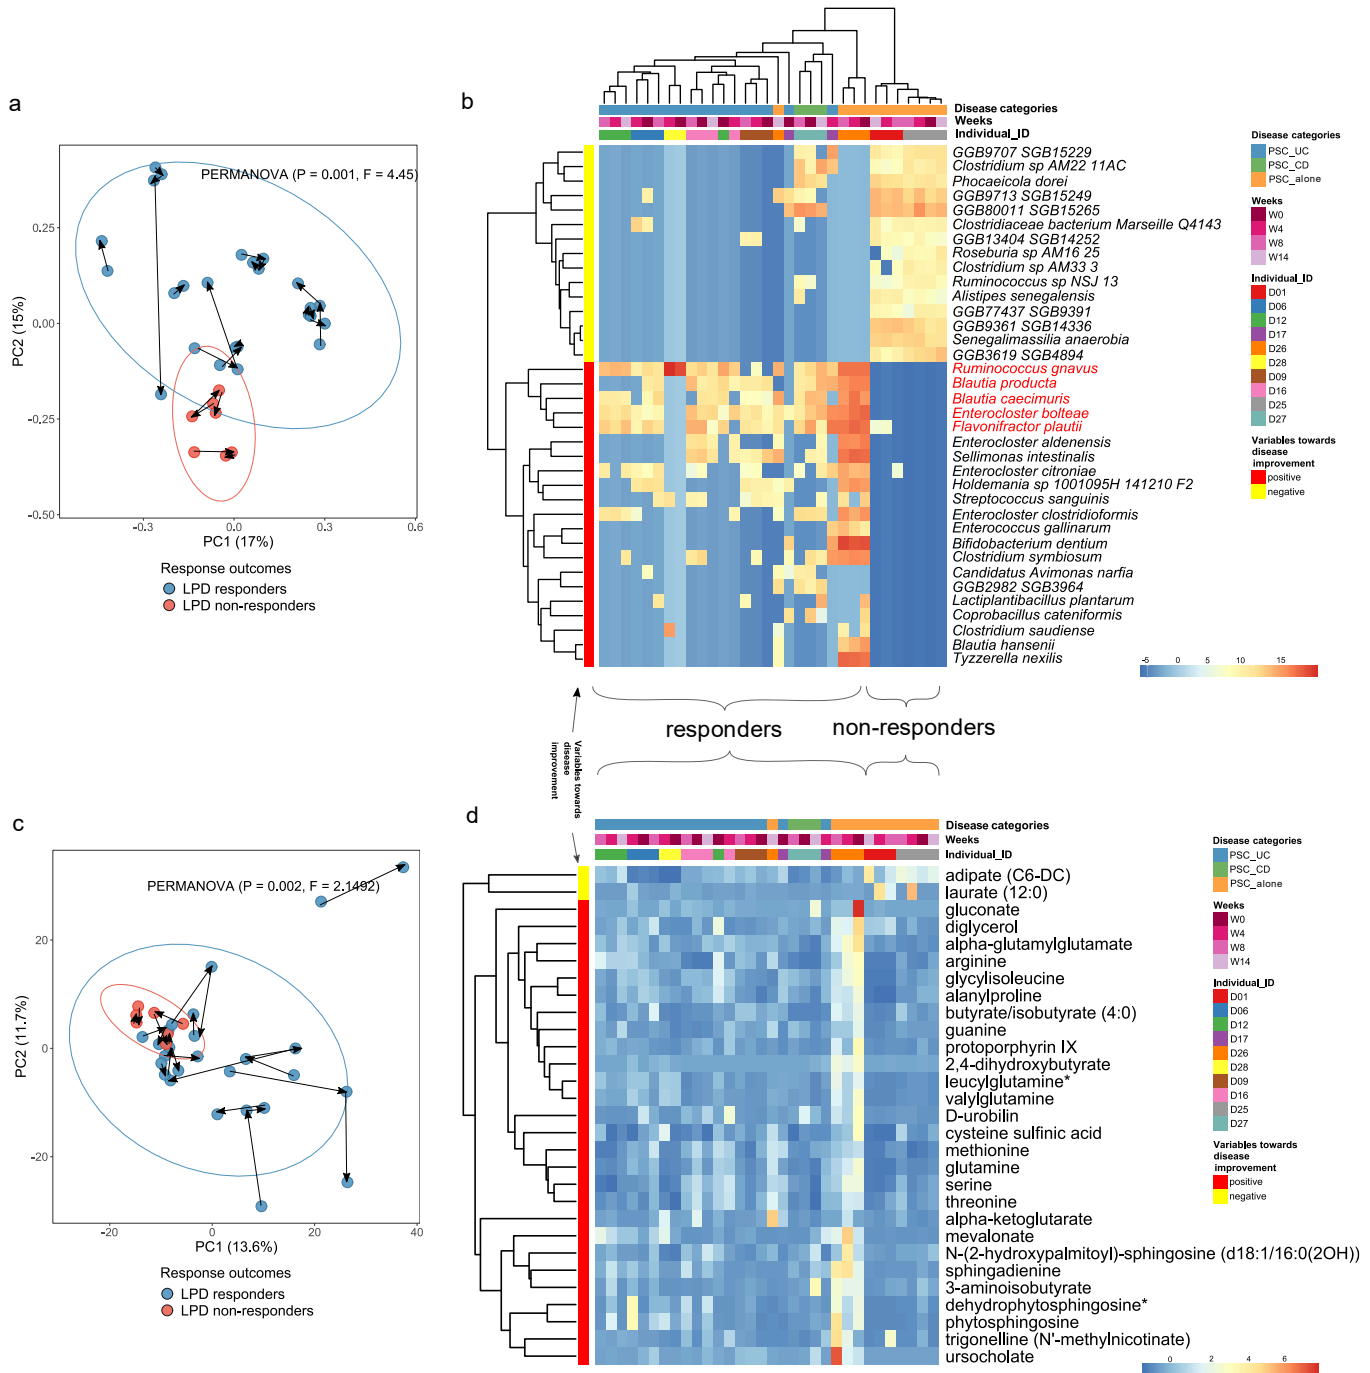 a
PERMANOVA (P = 0.001, F = 4.45)
0.25
0.00
-0.25
-0.50
PC2 (15%)
-0.3
0.0
0.3
0.6
PC1 (17%)
Response outcomes
LPD responders
LPD non-responders
b
Disease categories
Weeks
Individual_ID
GGB9707 SGB15229
Clostridium sp AM22 11AC
Phocaeicola dorei
GGB9713 SGB15249
GGB80011 SGB15265
Clostridiaceae bacterium Marseille Q4143
GGB13404 SGB14252
Roseburia sp AM16 25
Clostridium sp AM33 3
Ruminococcus sp NSJ 13
Alistipes senegalensis
GGB77437 SGB9391
GGB9361 SGB14336
Senegalimassilia anaerobia
GGB3619 SGB4894
Ruminococcus gnavus
Blautia producta
Blautia caecimuris
Enterocloster bolteae
Flavonifractor plautii
Enterocloster aldenensis
Sellimonas intestinalis
Enterocloster citroniae
Holdemania sp 1001095H 141210 F2
Streptococcus sanguinis
Enterocloster clostridioformis
Enterococcus gallinarum
Bifidobacterium dentium
Clostridium symbiosum
Candidatus Avimonas narfia
GGB2982 SGB3964
Lactiplantibacillus plantarum
Coprobacillus cateniformis
Clostridium saudiense
Blautia hansenii
Tyzzerella nexilis
Disease categories
PSC_UC
PSC_CD
PSC_alone
Weeks
W0
W4
W8
W14
Individual_ID
D01
D06
D12
D17
D26
D28
D09
D16
D25
D27
Variables towards
disease
improvement
positive
negative
-5 0 5 10 15
responders
non-responders
Variables towards
disease
improvement
c
PERMANOVA (P = 0.002, F = 2.1492)
20
0
-20
PC2 (11.7%)
-20
0
20
40
PC1 (13.6%)
Response outcomes
LPD responders
LPD non-responders
d
Disease categories
Weeks
Individual_ID
adipate (C6-DC)
laurate (12:0)
gluconate
diglycerol
alpha-glutamylglutamate
arginine
glycylisoleucine
alanylproline
butyrate/isobutyrate (4:0)
guanine
protoporphyrin IX
2,4-dihydroxybutyrate
leucylglutamine*
valylglutamine
D-urobilin
cysteine sulfinic acid
methionine
glutamine
serine
threonine
alpha-ketoglutarate
mevalonate
N-(2-hydroxypalmitoyl)-sphingosine (d18:1/16:0(2OH))
sphingadienine
3-aminoisobutyrate
dehydrophytosphingosine*
phytosphingosine
trigonelline (N'-methylnicotinate)
ursocholate
Disease categories
PSC_UC
PSC_CD
PSC_alone
Weeks
W0
W4
W8
W14
Individual_ID
D01
D06
D12
D17
D26
D28
D09
D16
D25
D27
Variables towards
disease
improvement
positive
negative
0 2 4 6